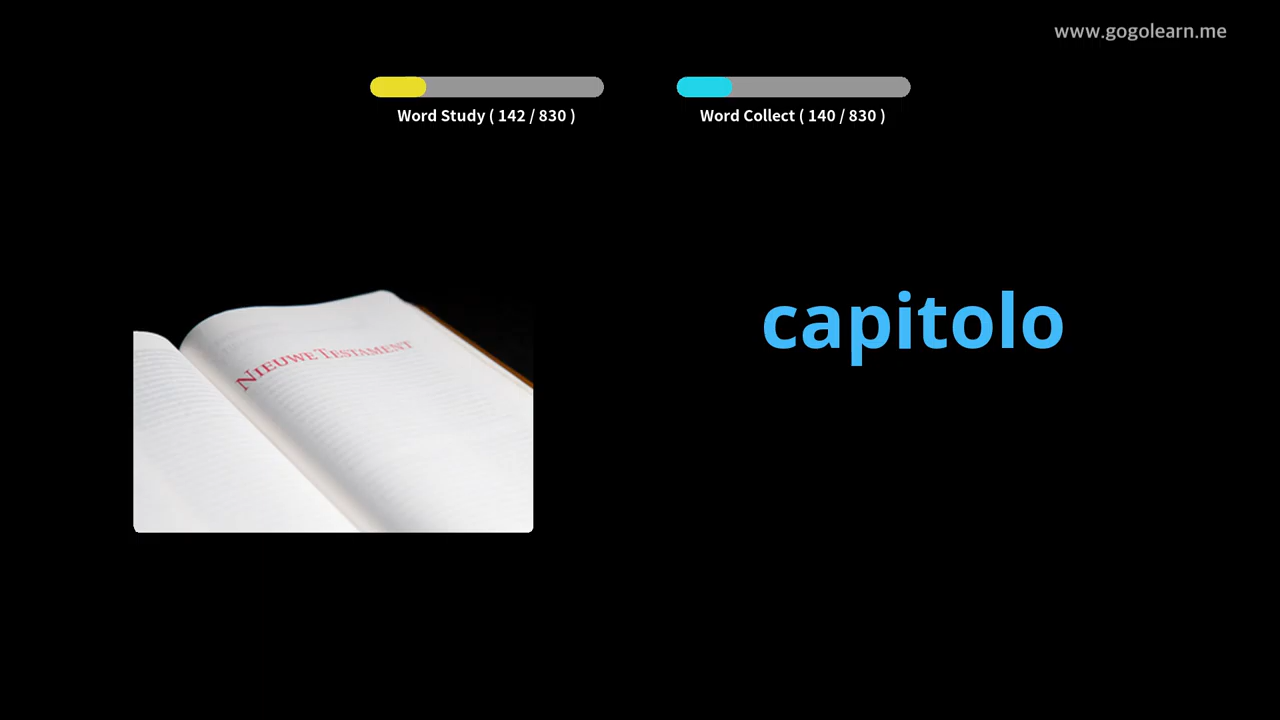 www.gogolearn.me
Word Study ( 142 / 830 )
Word Collect ( 140 / 830 )
capitolo
NIEUWE TESTAMENT